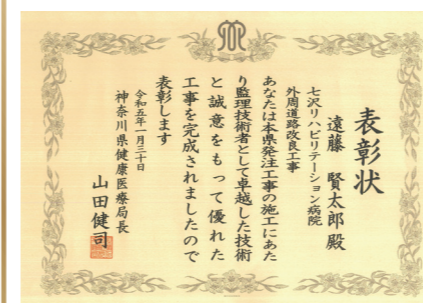 表彰状
遠藤 賢太郎殿
七沢リハビリテーション病院
外周道路改良工事
あなたは本県発注工事の施工にあた
り監理技術者として卓越した技術
と誠意をもって優れた
工事を完成されましたので
表彰します
令和五年一月三十日
神奈川県健康医療局長
山田健司